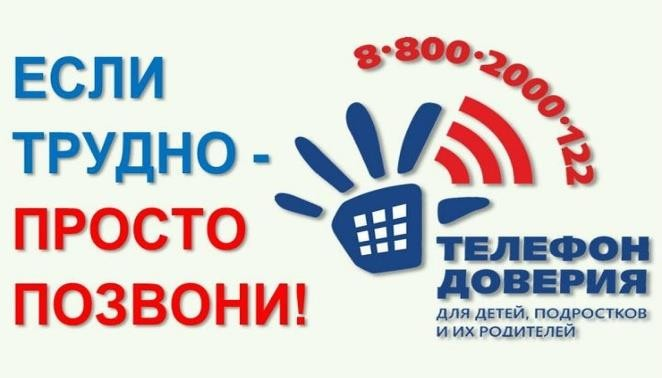 ЕСЛИ
ТРУДНО -
ПРОСТО
ПОЗВОНИ!
8·800·2000·122
ТЕЛЕФОН
ДОВЕРИЯ
ДЛЯ ДЕТЕЙ, ПОДРОСТКОВ
И ИХ РОДИТЕЛЕЙ